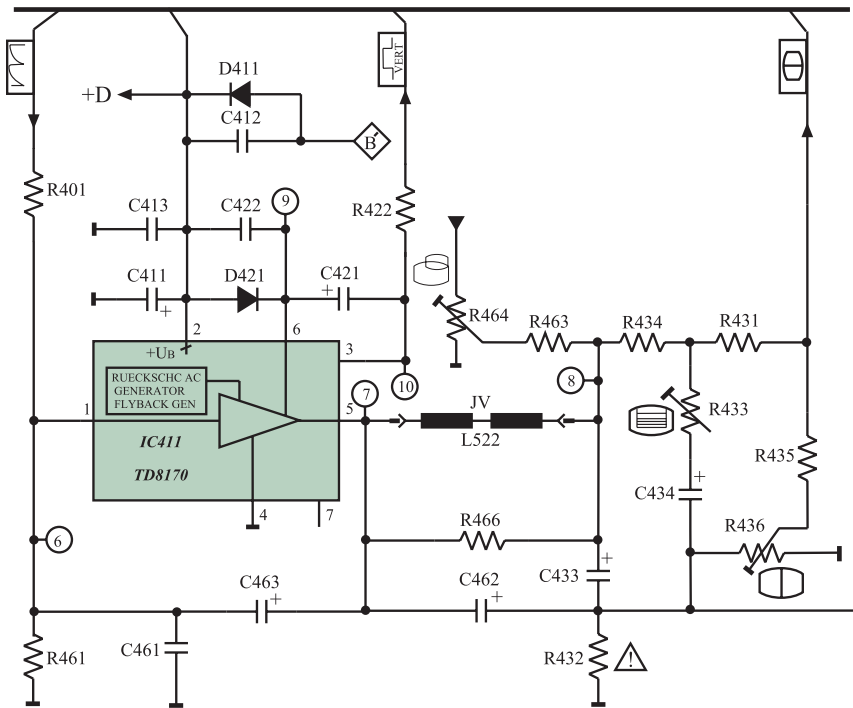 VERT
D411
+D
C412
B'
R401
C413
C422
9
R422
C411
+
D421
C421
+
R464
R463
R434
R431
2
6
+UB
3
RUECKSCHC AC
GENERATOR
FLYBACK GEN
10
7
8
1
5
JV
L522
R433
IC411
TD8170
4
7
C434
+
R435
R436
6
R466
C463
+
C462
+
C433
+
R461
C461
R432
!